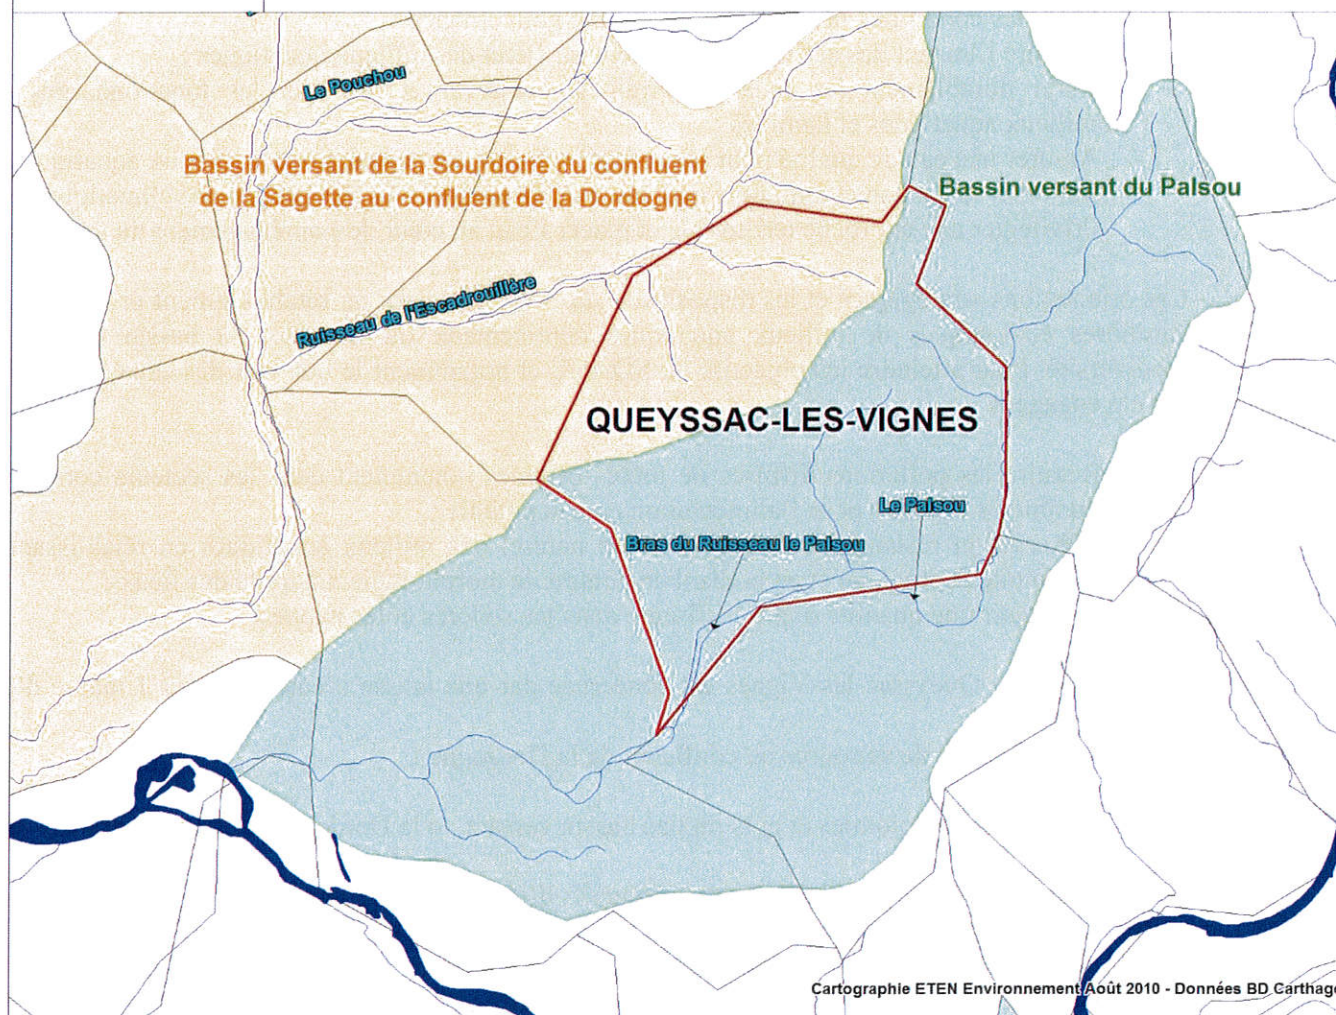 Le Pouchou
Bassin versant de la Sourdoire du confluent
de la Sagette au confluent de la Dordogne
Bassin versant du Palsou
Ruisseau de l'Escadrouillère
QUEYSSAC-LES-VIGNES
Le Palsou
Bras du Ruisseau le Palsou
Cartographie ETEN Environnement Août 2010 - Données BD Carthage